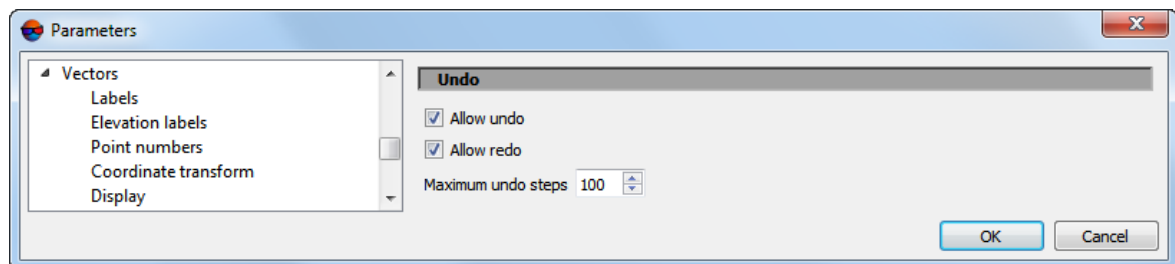 Parameters
Vectors
Labels
Elevation labels
Point numbers
Coordinate transform
Display
Undo
Allow undo
Allow redo
Maximum undo steps 100
OK Cancel